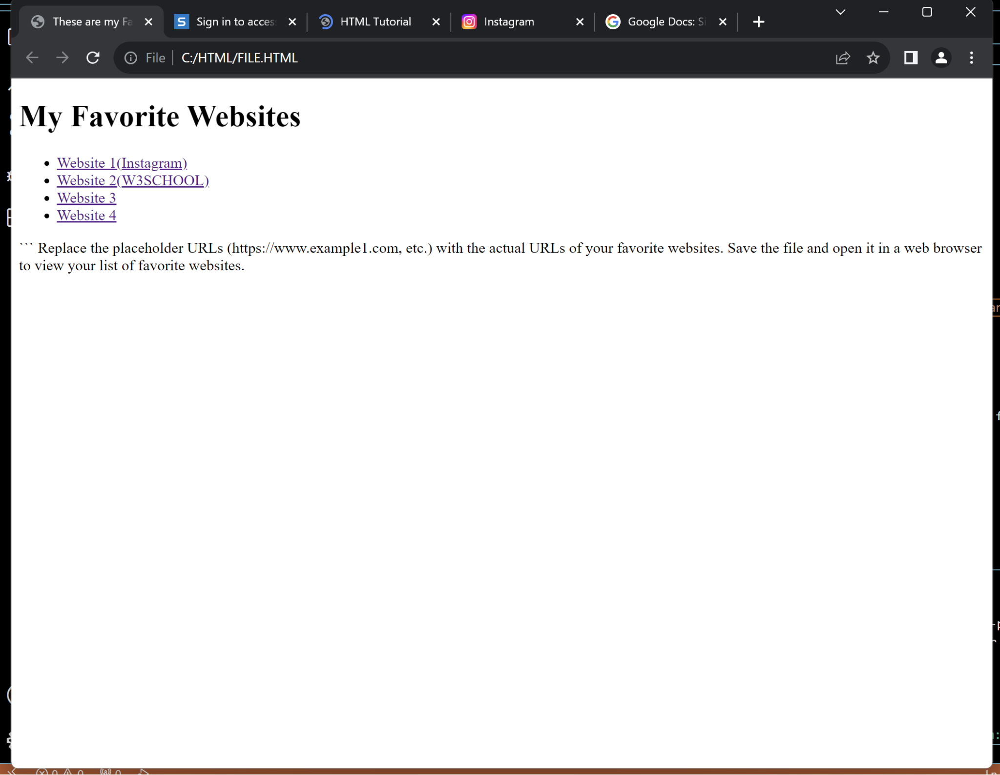 These are my Fa
Sign in to acces
HTML Tutorial
Instagram
Google Docs: Si
File
C:/HTML/FILE.HTML
My Favorite Websites
Website 1(Instagram)
Website 2(W3SCHOOL)
Website 3
Website 4
``` Replace the placeholder URLs (https://www.example1.com, etc.) with the actual URLs of your favorite websites. Save the file and open it in a web browser
to view your list of favorite websites.